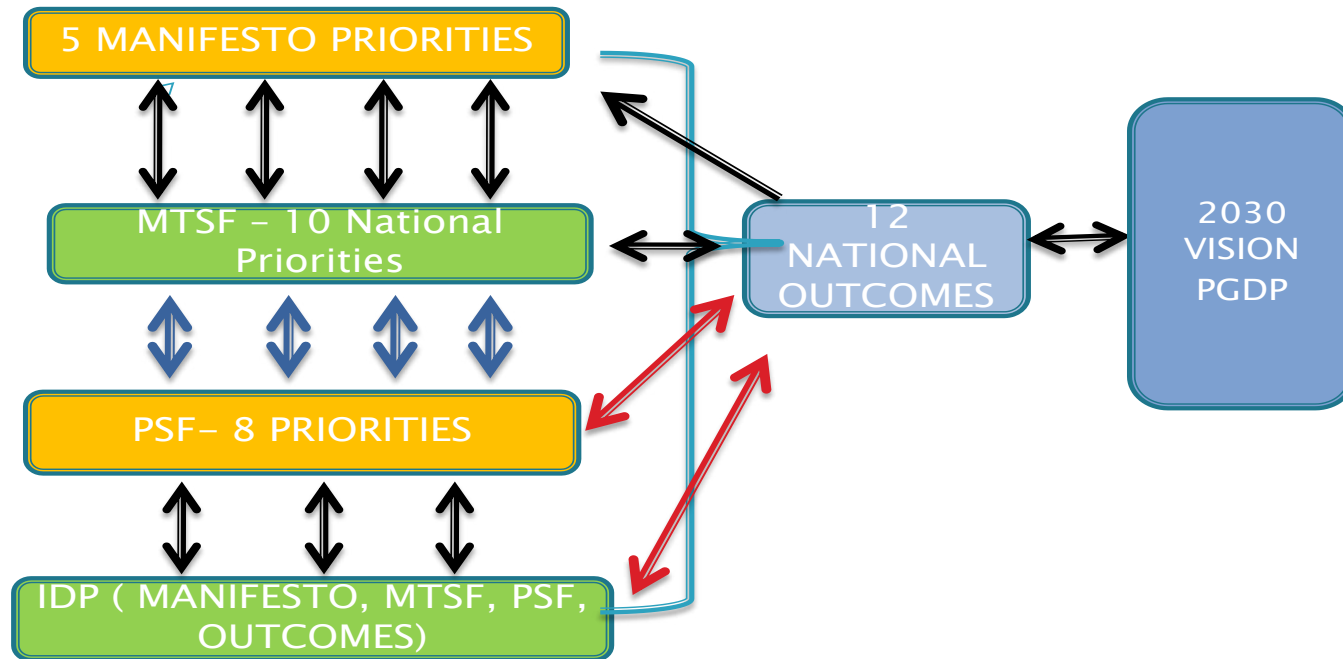 5 MANIFESTO PRIORITIES
MTSF – 10 National
Priorities
PSF– 8 PRIORITIES
IDP ( MANIFESTO, MTSF, PSF,
OUTCOMES)
12
NATIONAL
OUTCOMES
2030
VISION
PGDP